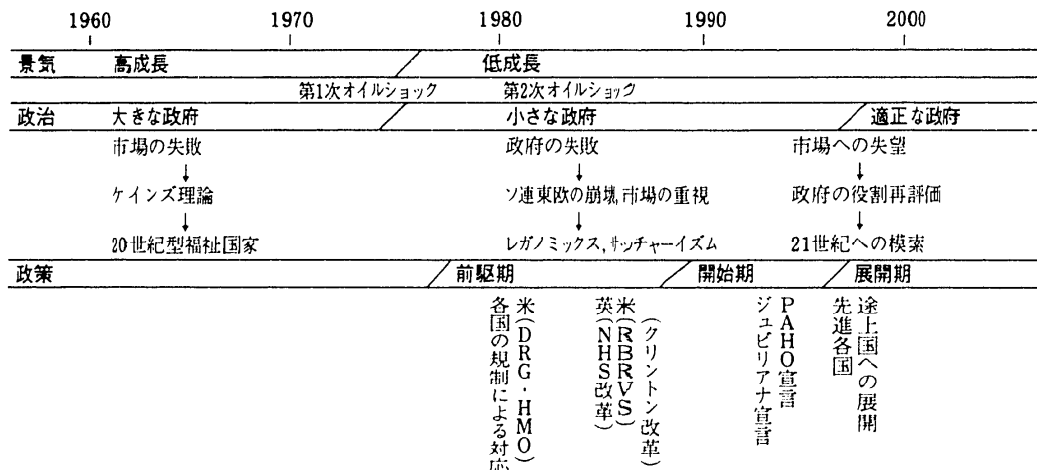 1960 1970 1980 1990 2000
景気 高成長 低成長
第1次オイルショック 第2次オイルショック
政治 大きな政府 小さな政府 適正な政府
市場の失敗 政府の失敗 市場への失望
ケインズ理論 ソ連東欧の崩壊,市場の重視 政府の役割再評価
20世紀型福祉国家 レガノミックス,サッチャーイズム 21世紀への模索
政策 前駆期 開始期 展開期
米(DRG・HMO)
各国の規制による対応
(クリントン改革)
米(RBRVS)
英(NHS改革)
PAHO宣言
ジュビリアナ宣言
途上国への展開
先進各国